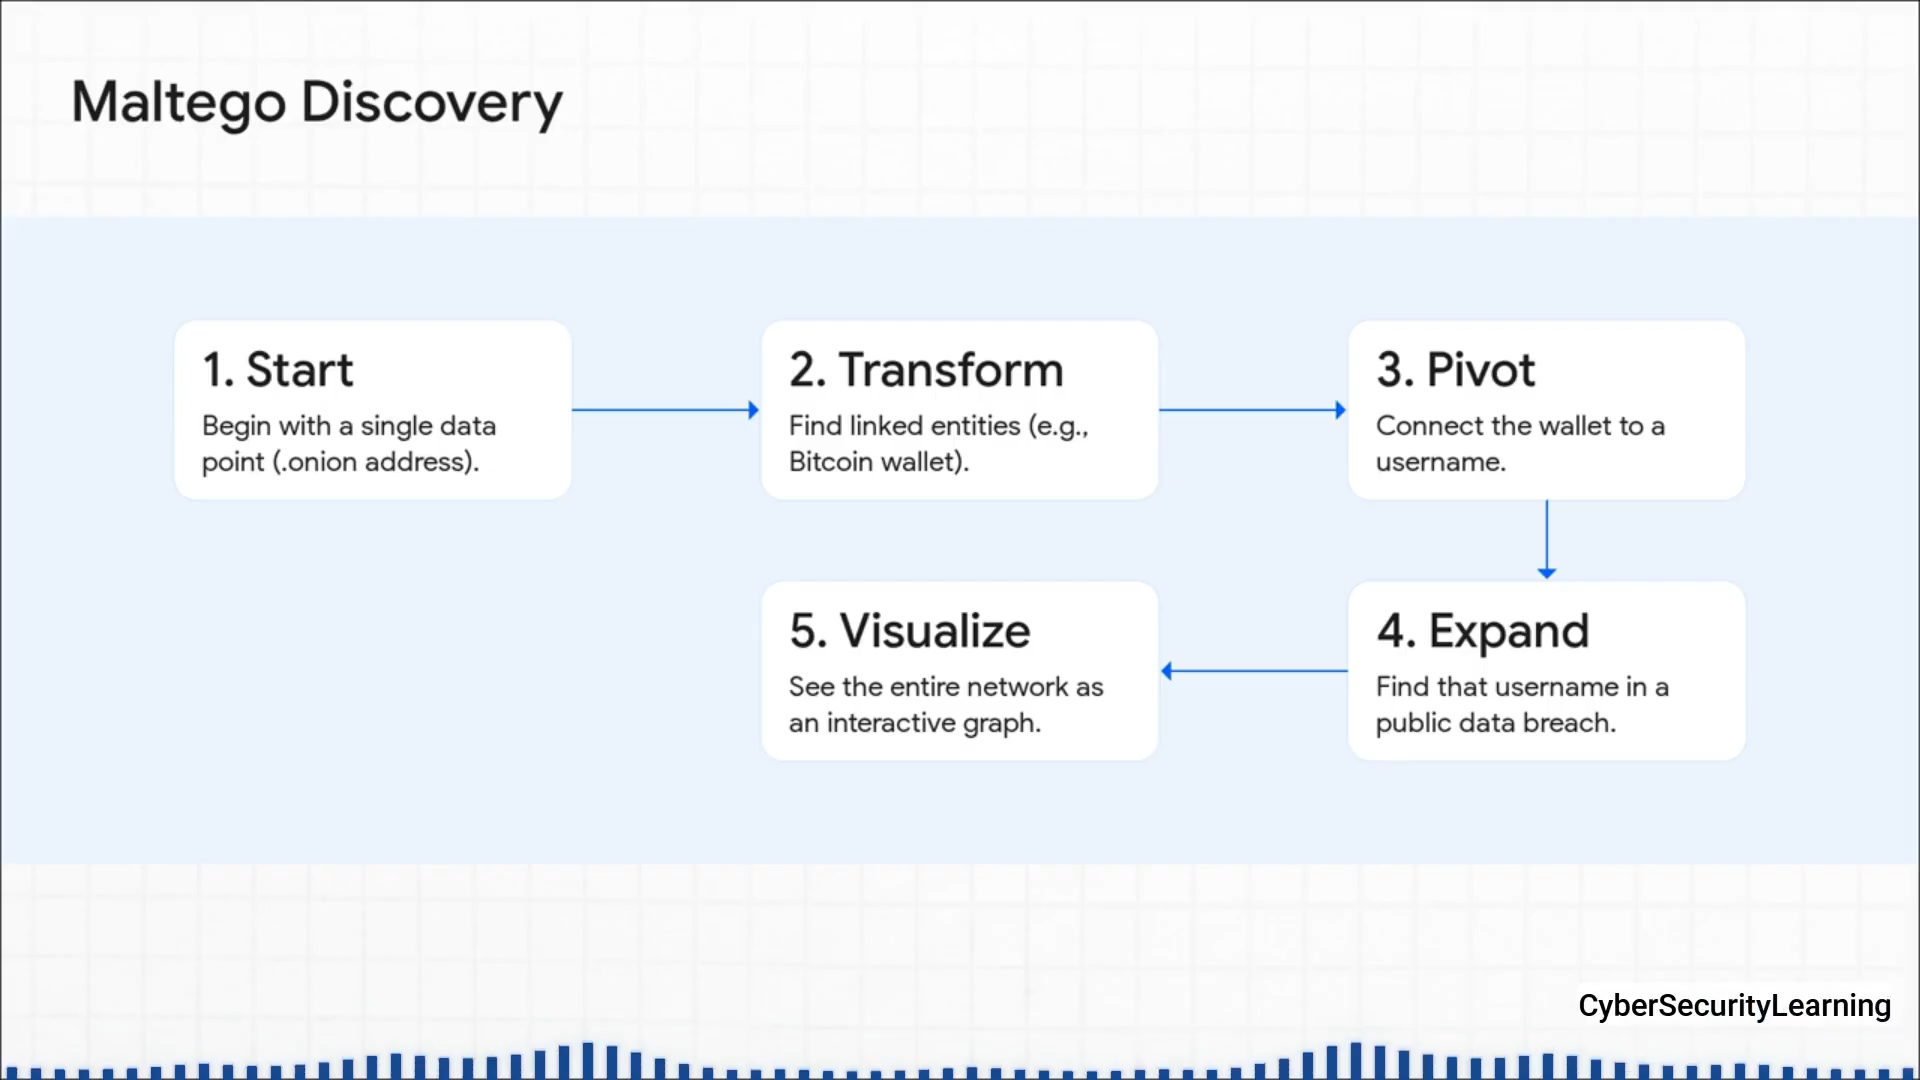 Maltego Discovery
1. Start
Begin with a single data
point (.onion address).
2. Transform
Find linked entities (e.g.,
Bitcoin wallet).
3. Pivot
Connect the wallet to a
username.
4. Expand
Find that username in a
public data breach.
5. Visualize
See the entire network as
an interactive graph.
CyberSecurityLearning